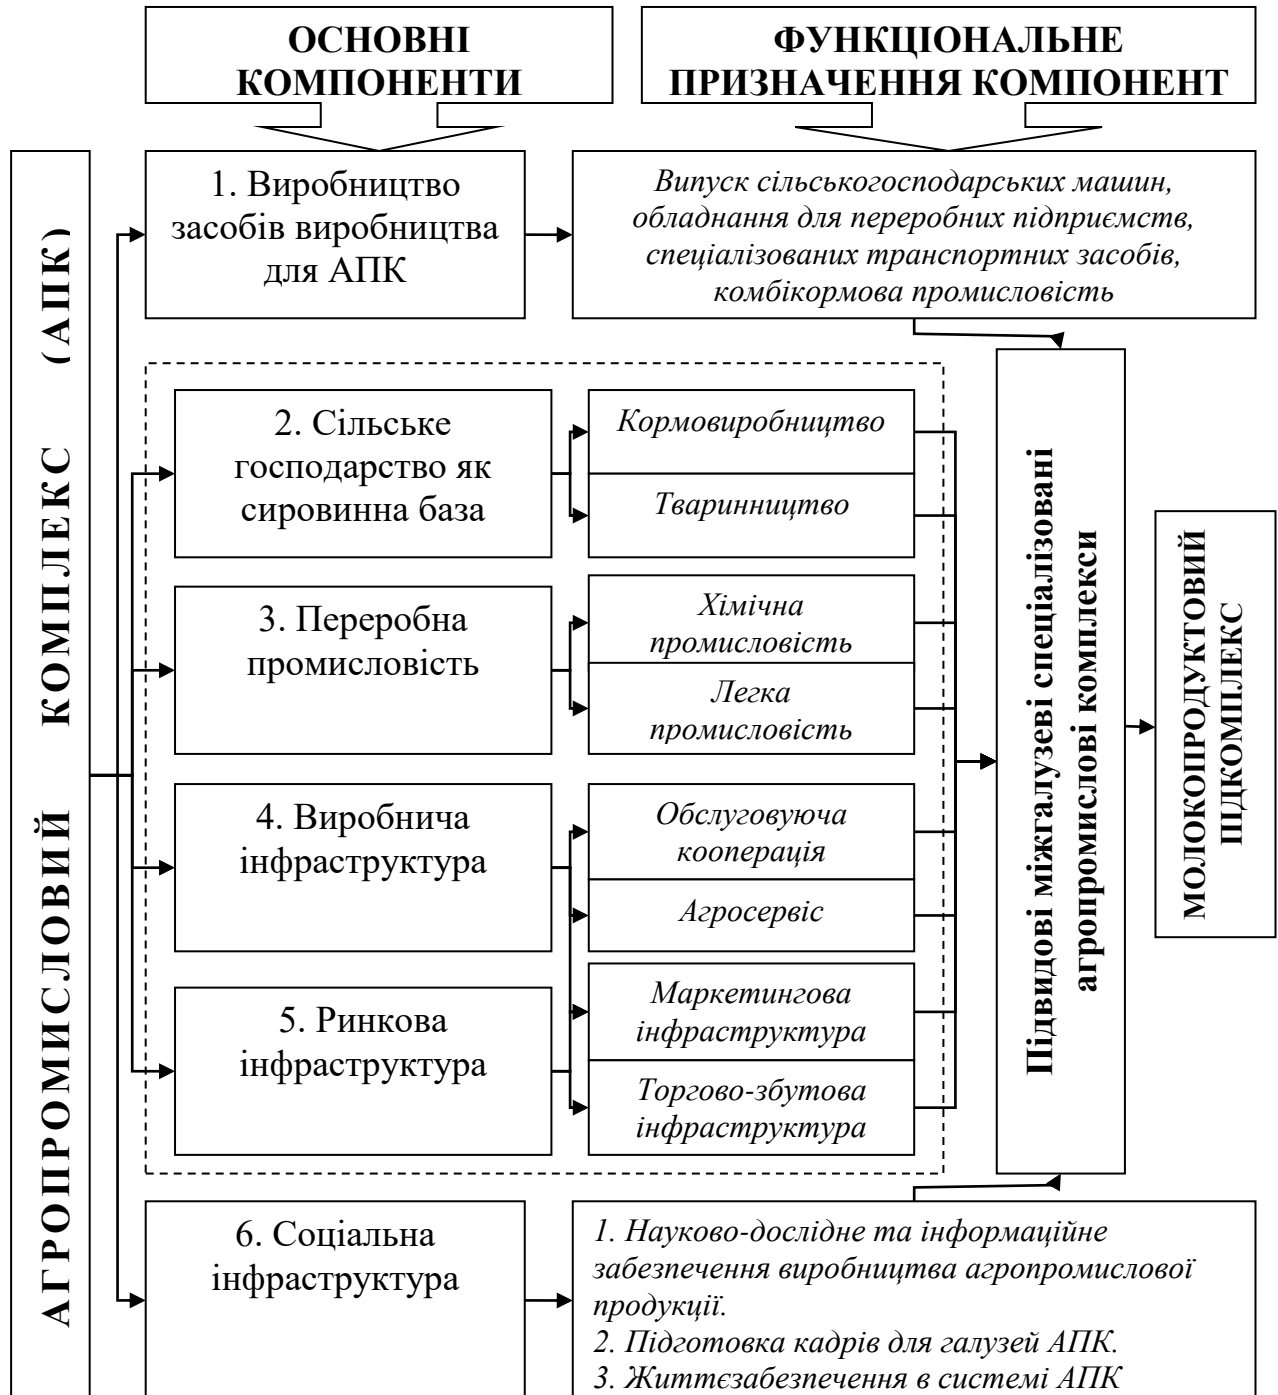 ОСНОВНІ
КОМПОНЕНТИ
ФУНКЦІОНАЛЬНЕ
ПРИЗНАЧЕННЯ КОМПОНЕНТ
АГРОПРОМИСЛОВИЙ КОМПЛЕКС (АПК)
1. Виробництво
засобів виробництва
для АПК
Випуск сільськогосподарських машин,
обладнання для переробних підприємств,
спеціалізованих транспортних засобів,
комбікормова промисловість
2. Сільське
господарство як
сировинна база
Кормовиробництво
Тваринництво
3. Переробна
промисловість
Хімічна
промисловість
Легка
промисловість
4. Виробнича
інфраструктура
Обслуговуюча
кооперація
Агросервіс
5. Ринкова
інфраструктура
Маркетингова
інфраструктура
Торгово-збутова
інфраструктура
6. Соціальна
інфраструктура
1. Науково-дослідне та інформаційне
забезпечення виробництва агропромислової
продукції.
2. Підготовка кадрів для галузей АПК.
3. Життєзабезпечення в системі АПК
Підвидові міжгалузеві спеціалізовані
агропромислові комплекси
МОЛОКОПРОДУКТОВИЙ
ПІДКОМПЛЕКС